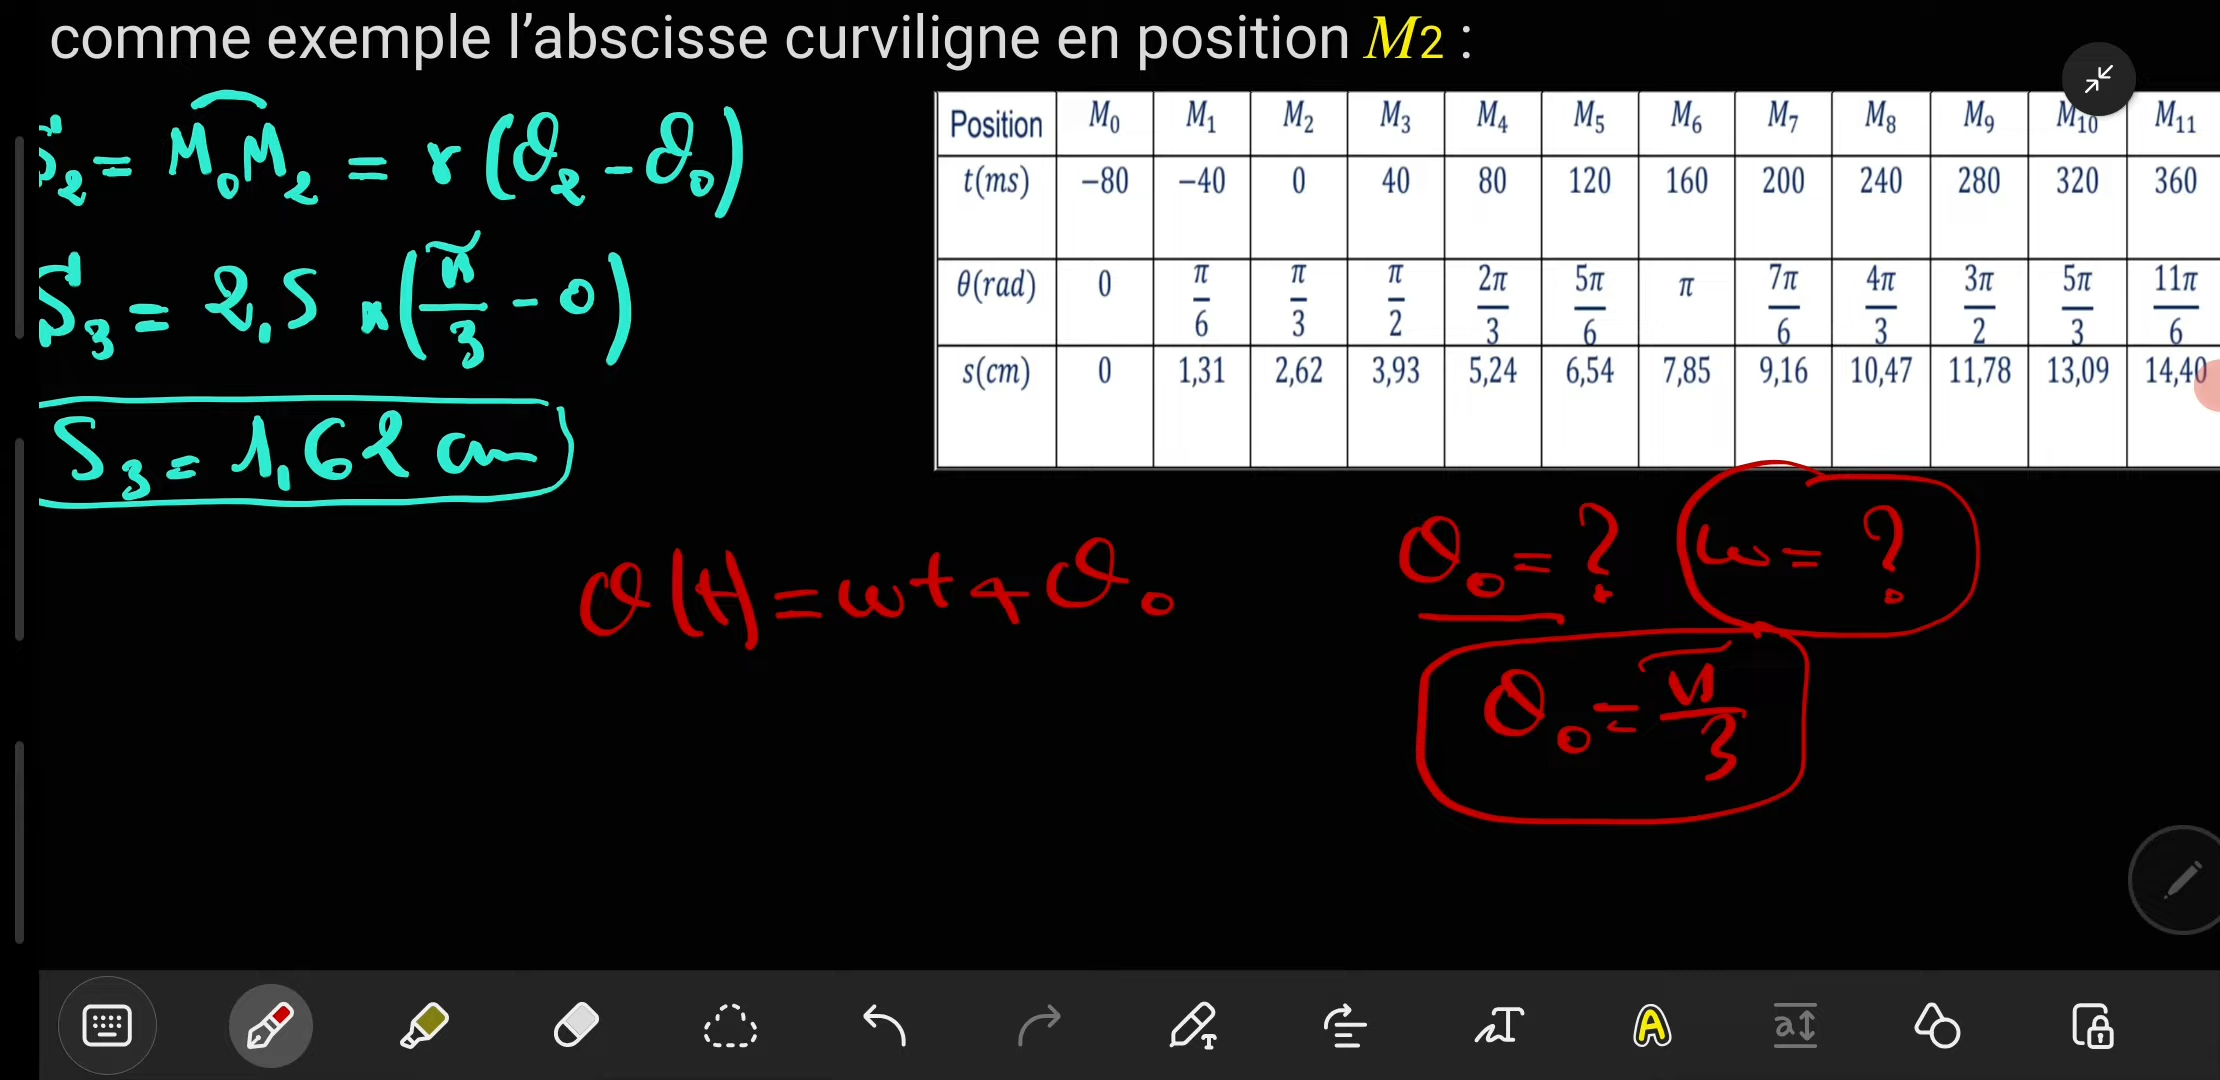 comme exemple l'abscisse curviligne en position M2 :
S2 = M0M2 = r(θ2 - θ0)
S3 = 2,5 x (π/3 - 0)
S3 = 1,62 cm
Position M0 M1 M2 M3 M4 M5 M6 M7 M8 M9 M10 M11
t(ms) −80 −40 0 40 80 120 160 200 240 280 320 360
θ(rad) 0 π/6 π/3 π/2 2π/3 5π/6 π 7π/6 4π/3 3π/2 5π/3 11π/6
s(cm) 0 1,31 2,62 3,93 5,24 6,54 7,85 9,16 10,47 11,78 13,09 14,40
θ(t) = ωt + θ0
θ0 = ? ω = ?
θ0 = π/3